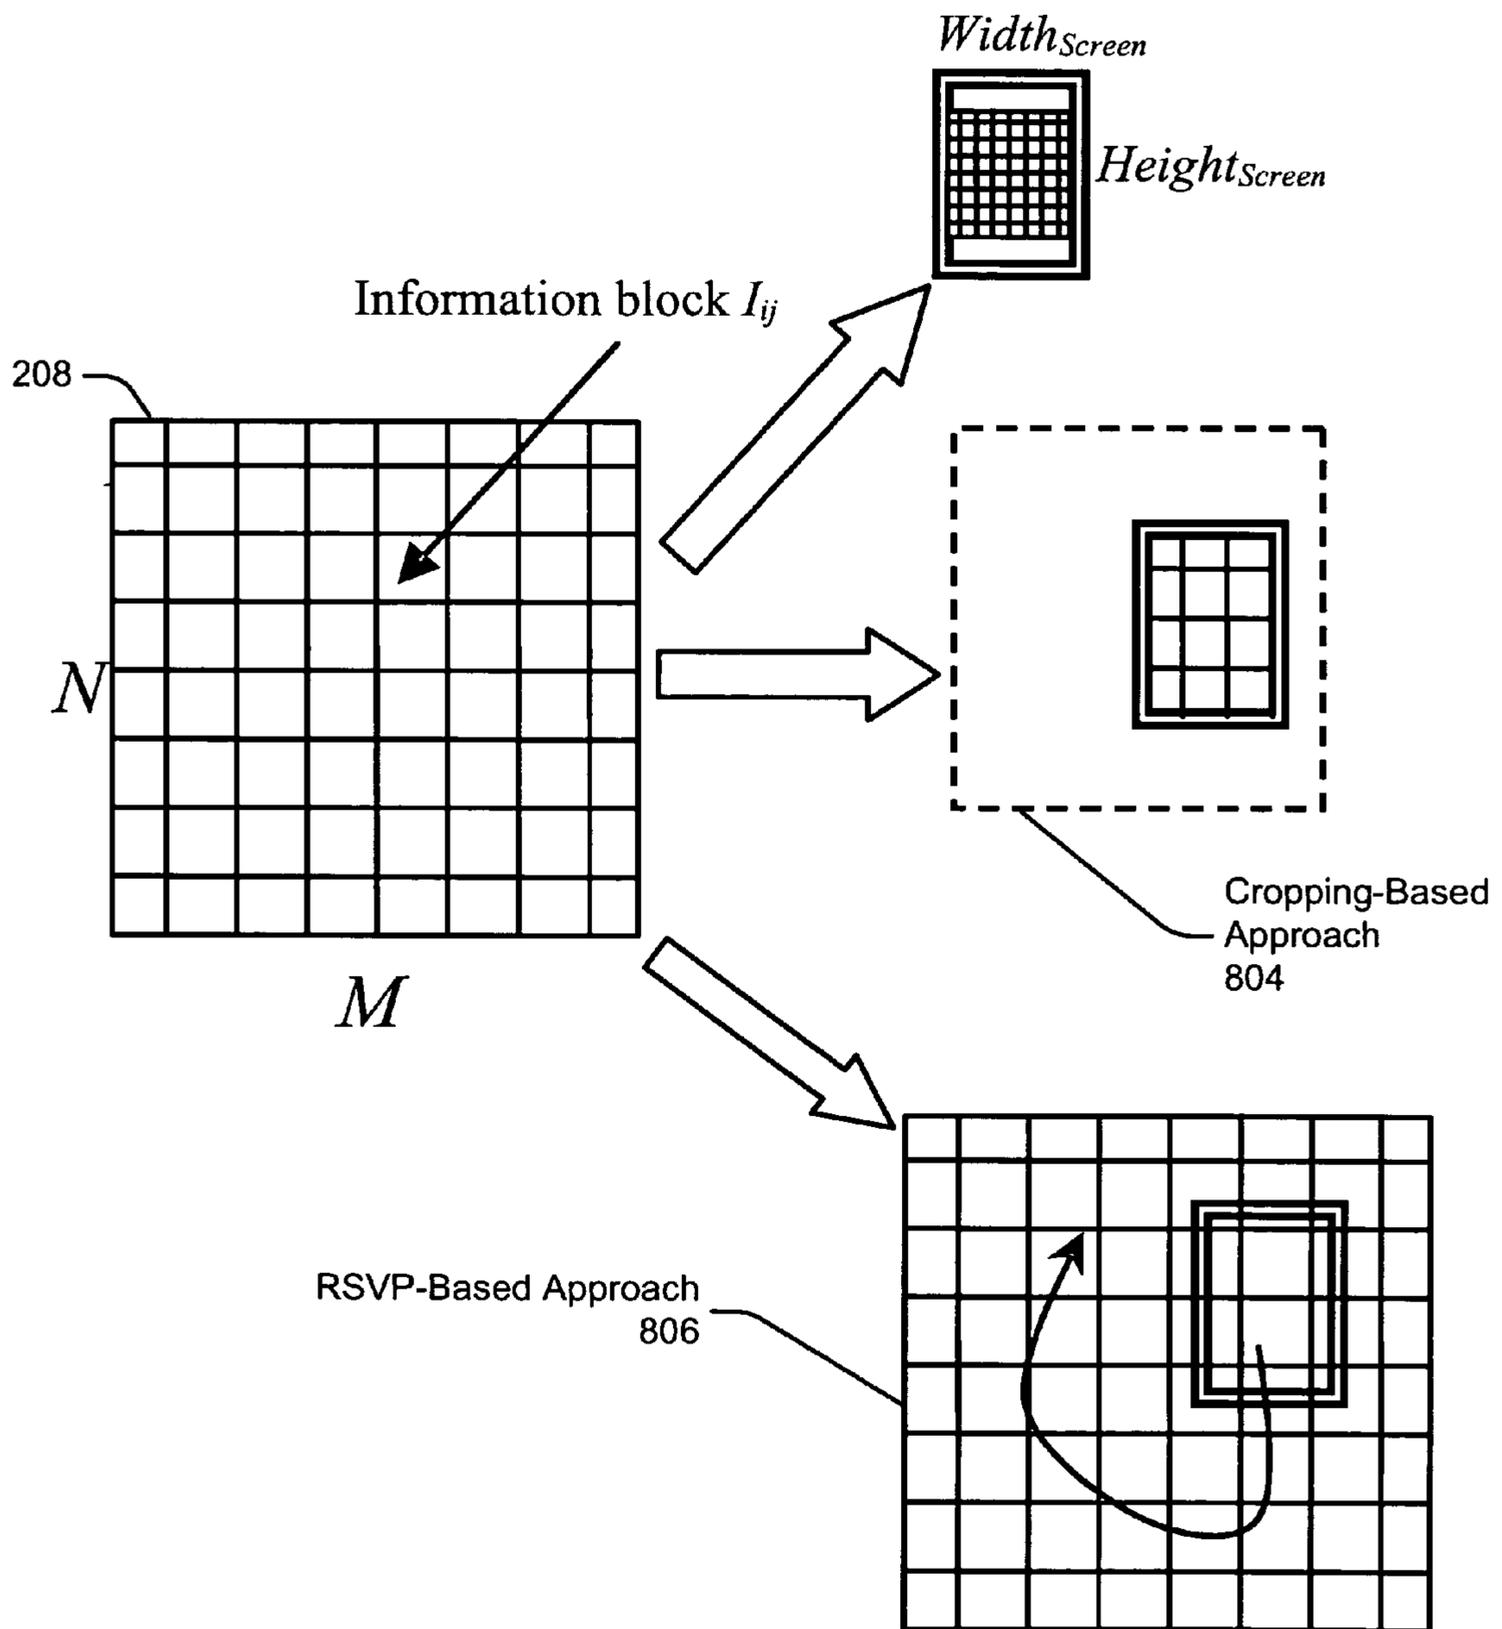 Width_Screen
Height_Screen
Information block I_ij
208
N
M
Cropping-Based
Approach
804
RSVP-Based Approach
806